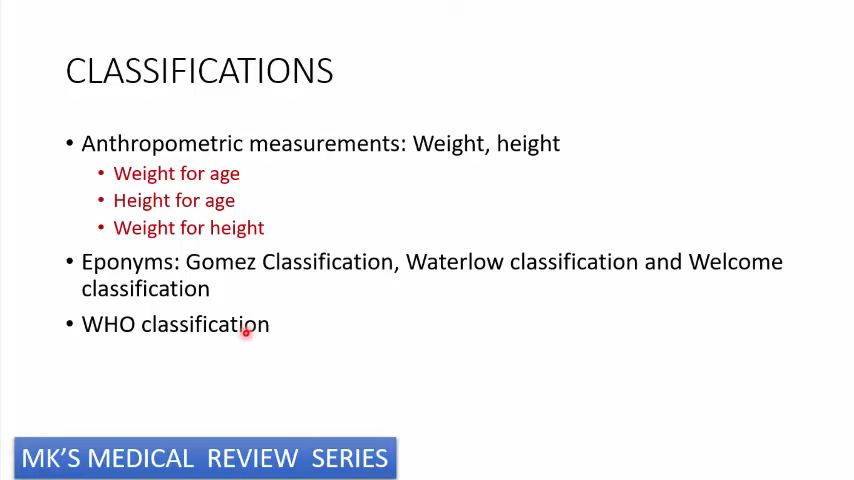 CLASSIFICATIONS
• Anthropometric measurements: Weight, height
• Weight for age
• Height for age
• Weight for height
• Eponyms: Gomez Classification, Waterlow classification and Welcome
classification
• WHO classification
MK'S MEDICAL REVIEW SERIES